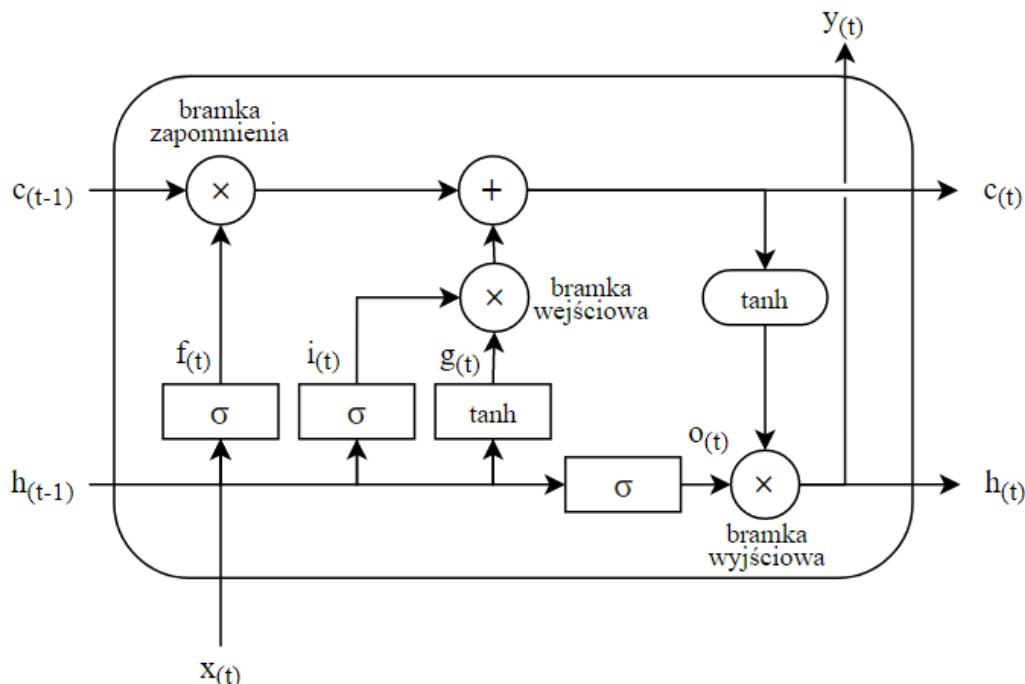 y(t)
bramka
zapomnienia
c(t-1)
×
+
c(t)
×
bramka
wejściowa
tanh
f(t)
i(t)
g(t)
σ
σ
tanh
o(t)
h(t-1)
σ
×
h(t)
bramka
wyjściowa
x(t)